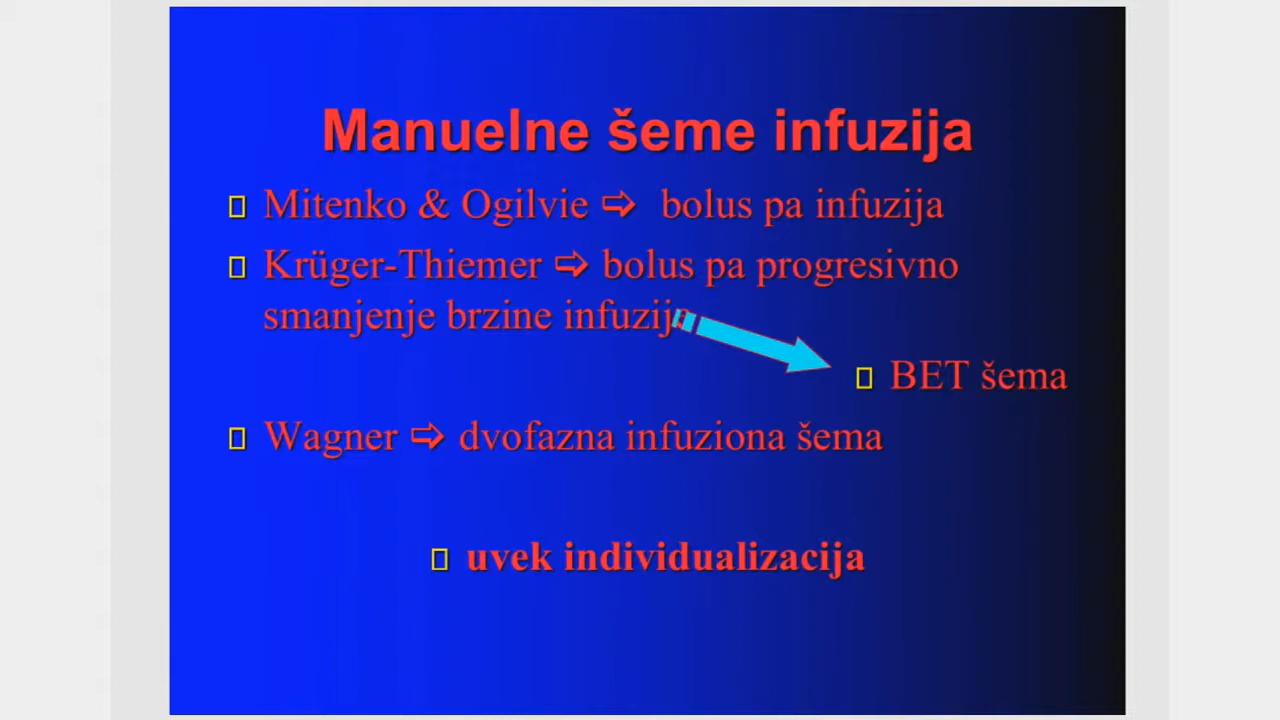 Manuelne šeme infuzija
Mitenko & Ogilvie ⇨ bolus pa infuzija
Krüger-Thiemer ⇨ bolus pa progresivno
smanjenje brzine infuzija
BET šema
Wagner ⇨ dvofazna infuziona šema
uvek individualizacija